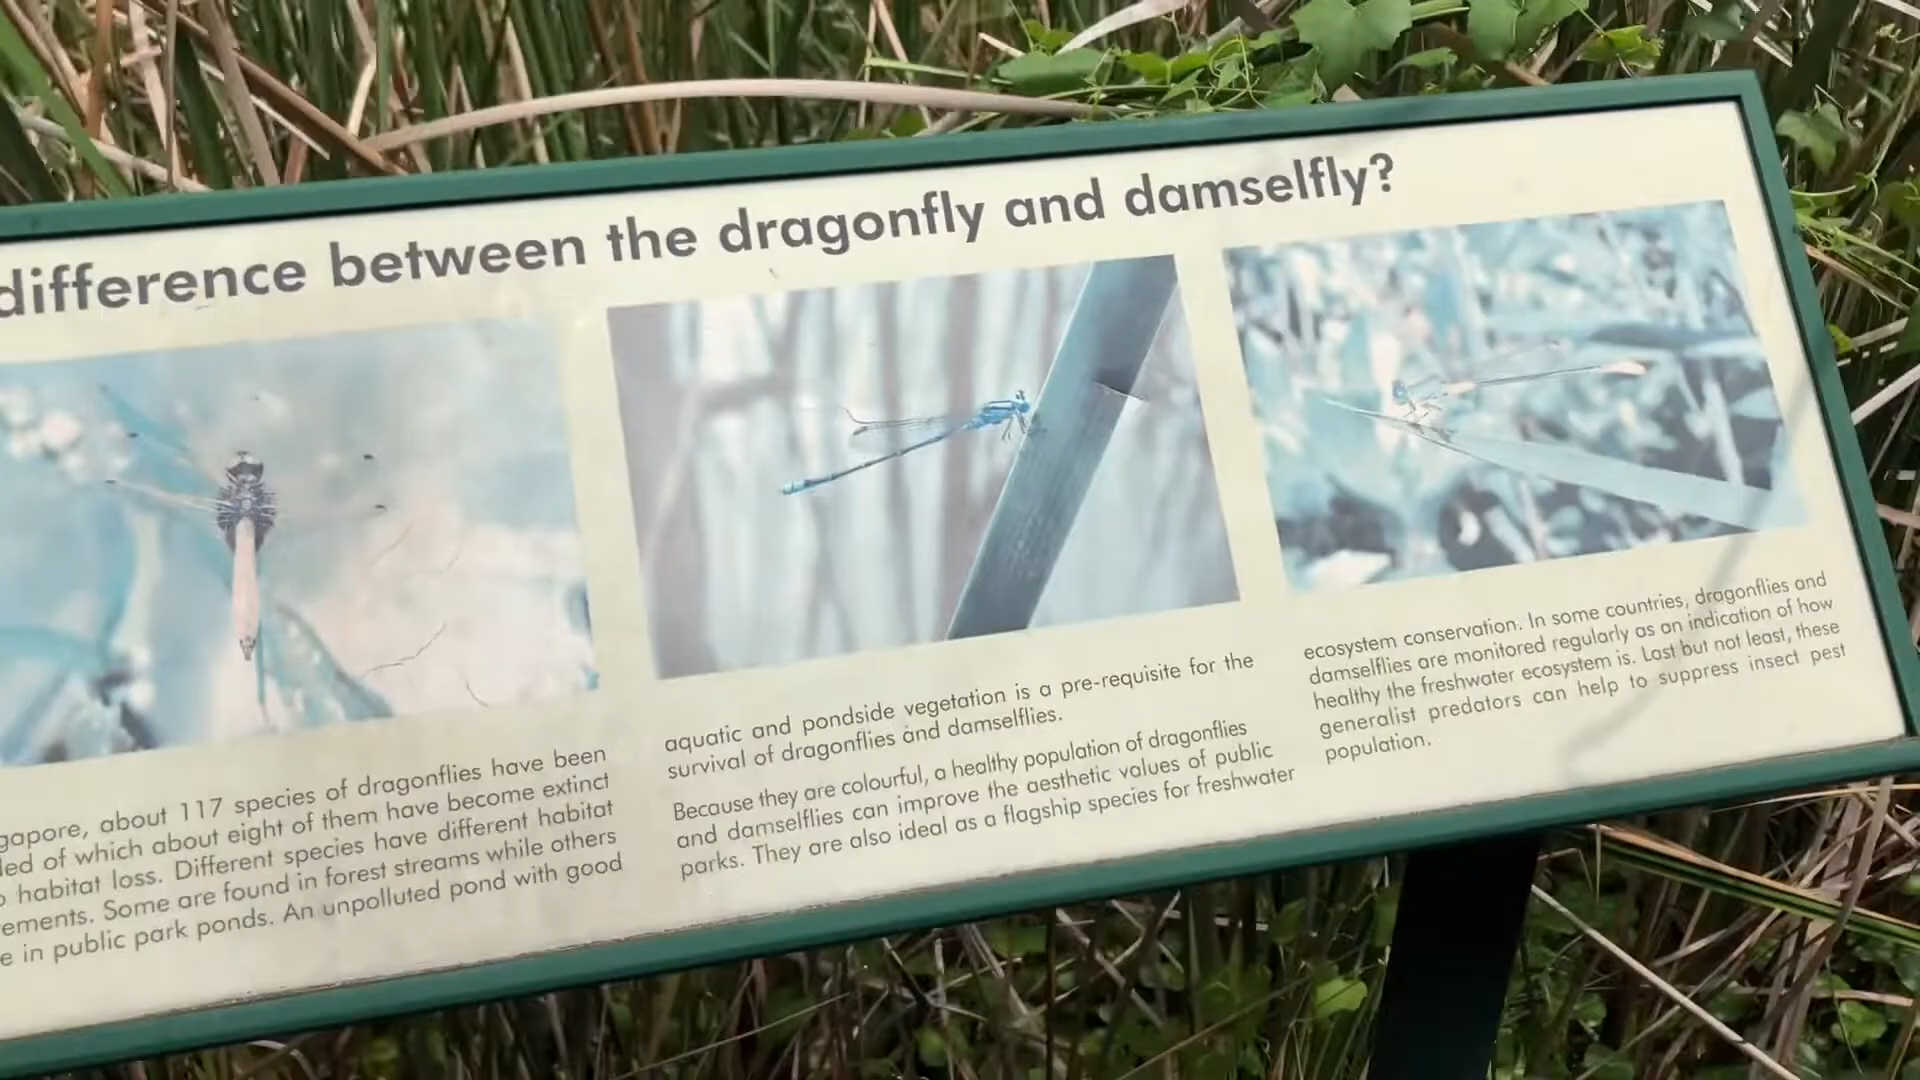 difference between the dragonfly and damselfly?
gapore, about 117 species of dragonflies have been
led of which about eight of them have become extinct
habitat loss. Different species have different habitat
ements. Some are found in forest streams while others
e in public park ponds. An unpolluted pond with good
aquatic and pondside vegetation is a pre-requisite for the
survival of dragonflies and damselflies.
Because they are colourful, a healthy population of dragonflies
and damselflies can improve the aesthetic values of public
parks. They are also ideal as a flagship species for freshwater
ecosystem conservation. In some countries, dragonflies and
damselflies are monitored regularly as an indication of how
healthy the freshwater ecosystem is. Last but not least, these
generalist predators can help to suppress insect pest
population.